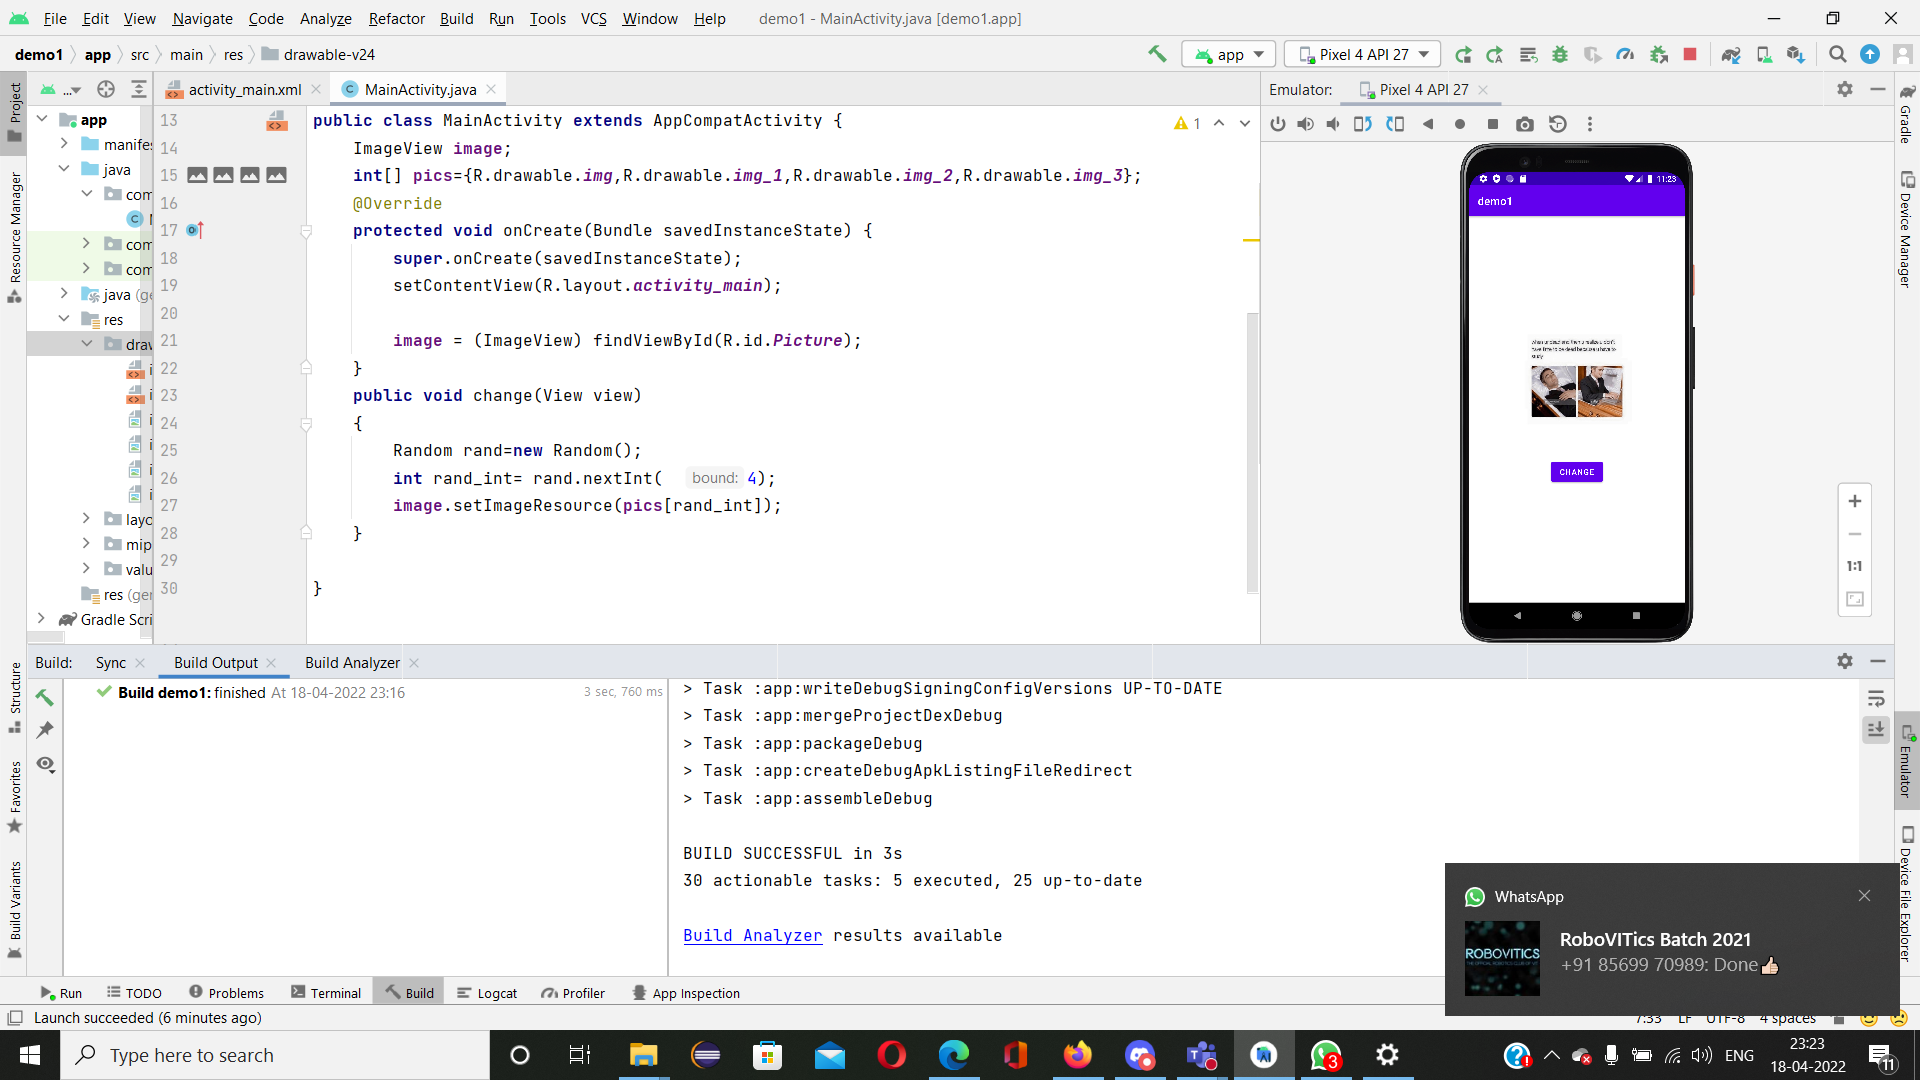 File Edit View Navigate Code Analyze Refactor Build Run Tools VCS Window Help demo1 - MainActivity.java [demo1.app]
demo1 app src main res drawable-v24 app Pixel 4 API 27
... activity_main.xml MainActivity.java Emulator: Pixel 4 API 27
Project
Resource Manager
Structure
Favorites
Build Variants
app
manifes
java
com
com
com
java (ge
res
drav
layo
mip
valu
res (ger
Gradle Scri
13 public class MainActivity extends AppCompatActivity {
14 ImageView image;
15 int[] pics={R.drawable.img,R.drawable.img_1,R.drawable.img_2,R.drawable.img_3};
16 @Override
17 protected void onCreate(Bundle savedInstanceState) {
18 super.onCreate(savedInstanceState);
19 setContentView(R.layout.activity_main);
20
21 image = (ImageView) findViewById(R.id.Picture);
22 }
23 public void change(View view)
24 {
25 Random rand=new Random();
26 int rand_int= rand.nextInt( bound: 4);
27 image.setImageResource(pics[rand_int]);
28 }
29
30 }
1
11:23
demo1
CHANGE
1:1
Gradle
Device Manager
Emulator
Device File Explorer
Build: Sync Build Output Build Analyzer
Build demo1: finished At 18-04-2022 23:16 3 sec, 760 ms
> Task :app:writeDebugSigningConfigVersions UP-TO-DATE
> Task :app:mergeProjectDexDebug
> Task :app:packageDebug
> Task :app:createDebugApkListingFileRedirect
> Task :app:assembleDebug
BUILD SUCCESSFUL in 3s
30 actionable tasks: 5 executed, 25 up-to-date
Build Analyzer results available
WhatsApp
ROBOVITICS
RoboVITics Batch 2021
+91 85699 70989: Done👍🏻
Run TODO Problems Terminal Build Logcat Profiler App Inspection
Launch succeeded (6 minutes ago) 7:33 LF UTF-8 4 spaces
Type here to search
3
ENG
23:23
18-04-2022
11